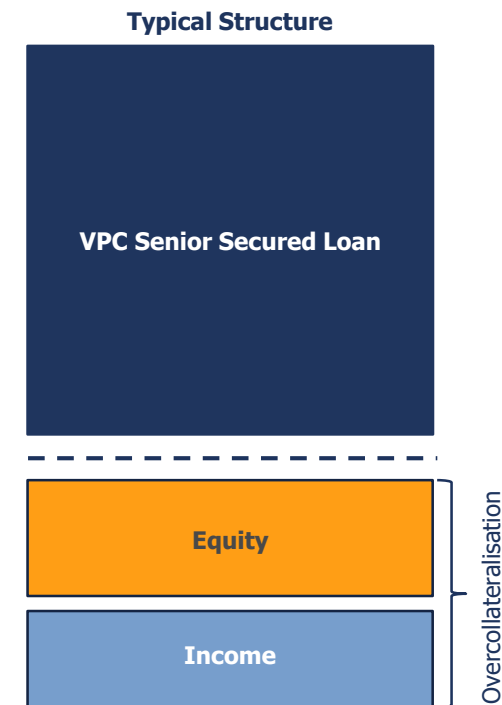 Typical Structure
VPC Senior Secured Loan
Equity
Income
Overcollateralisation